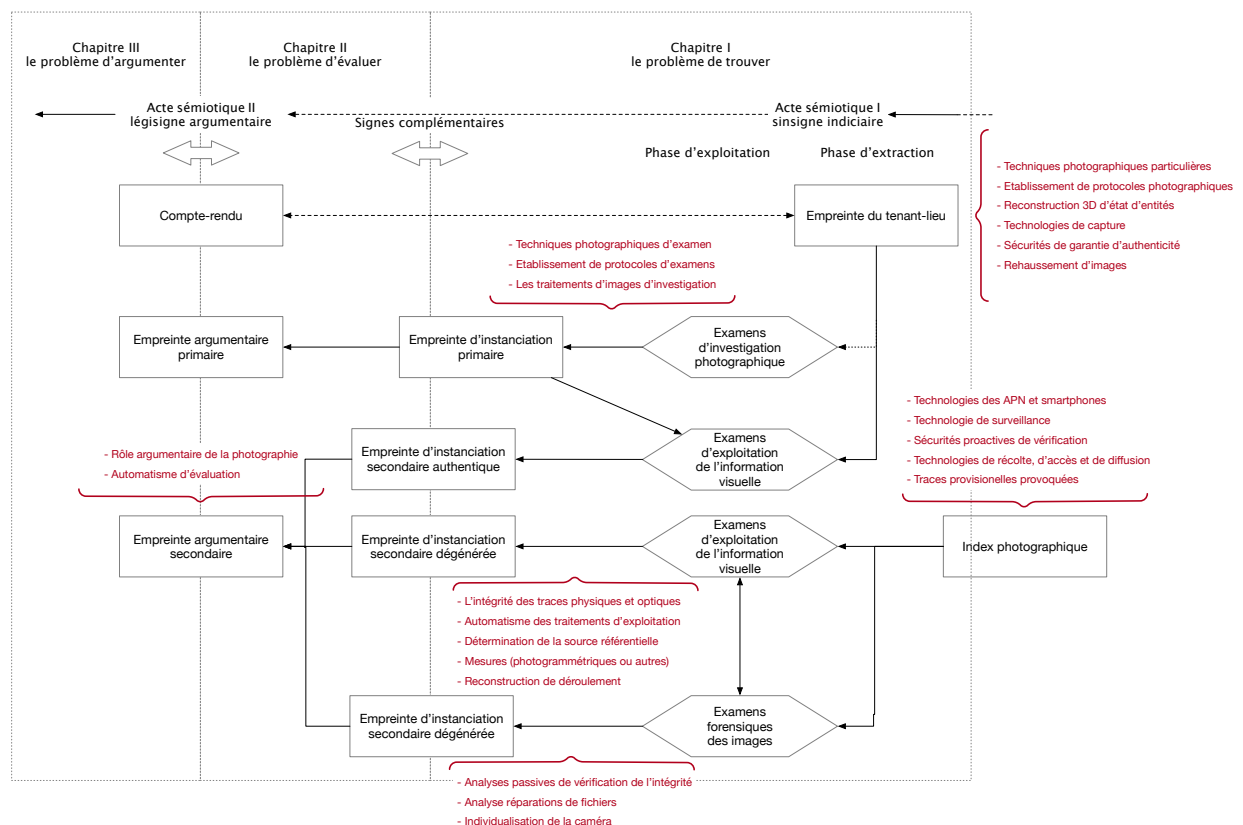 Chapitre III
le problème d'argumenter
Chapitre II
le problème d'évaluer
Chapitre I
le problème de trouver
Acte sémiotique II
légisigne argumentaire
Signes complémentaires
Acte sémiotique I
sinsigne indiciaire
Phase d'exploitation
Phase d'extraction
- Techniques photographiques particulières
- Etablissement de protocoles photographiques
- Reconstruction 3D d'état d'entités
- Technologies de capture
- Sécurités de garantie d'authenticité
- Rehaussement d'images
Compte-rendu
Empreinte du tenant-lieu
- Techniques photographiques d'examen
- Etablissement de protocoles d'examens
- Les traitements d'images d'investigation
Empreinte argumentaire
primaire
Empreinte d'instanciation
primaire
Examens
d'investigation
photographique
- Technologies des APN et smartphones
- Technologie de surveillance
- Sécurités proactives de vérification
- Technologies de récolte, d'accès et de diffusion
- Traces provisionelles provoquées
- Rôle argumentaire de la photographie
- Automatisme d'évaluation
Empreinte d'instanciation
secondaire authentique
Examens
d'exploitation
de l'information
visuelle
Empreinte argumentaire
secondaire
Empreinte d'instanciation
secondaire dégénérée
Examens
d'exploitation
de l'information
visuelle
Index photographique
- L'intégrité des traces physiques et optiques
- Automatisme des traitements d'exploitation
- Détermination de la source référentielle
- Mesures (photogrammétriques ou autres)
- Reconstruction de déroulement
Empreinte d'instanciation
secondaire dégénérée
Examens
forensiques
des images
- Analyses passives de vérification de l'intégrité
- Analyse réparations de fichiers
- Individualisation de la caméra